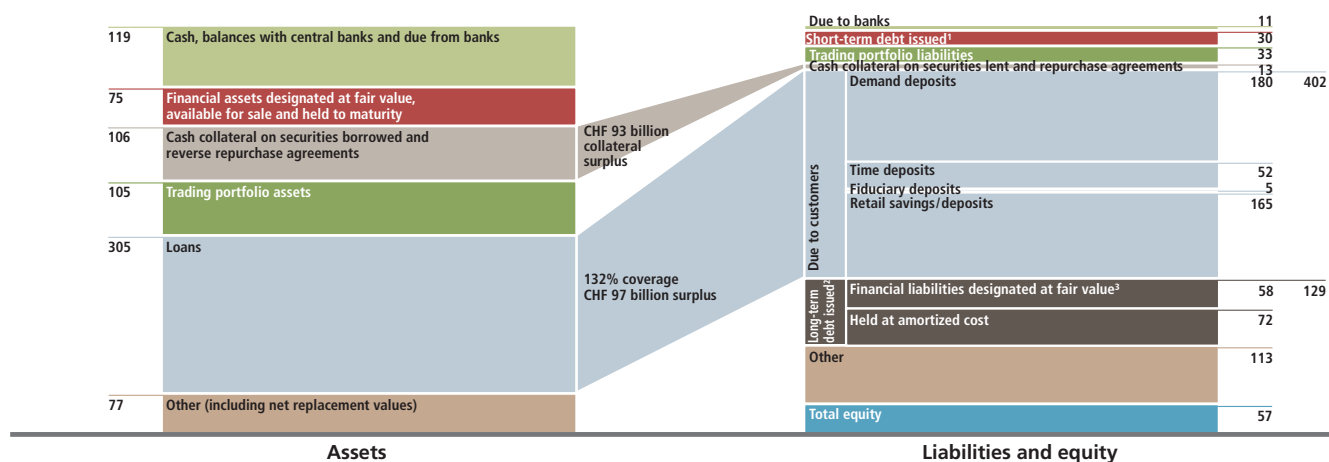 119 Cash, balances with central banks and due from banks
75 Financial assets designated at fair value,
available for sale and held to maturity
106 Cash collateral on securities borrowed and
reverse repurchase agreements
105 Trading portfolio assets
305 Loans
77 Other (including net replacement values)
Assets
CHF 93 billion
collateral
surplus
132% coverage
CHF 97 billion surplus
Due to banks 11
Short-term debt issued¹ 30
Trading portfolio liabilities 33
Cash collateral on securities lent and repurchase agreements 13
Due to customers
Demand deposits 180 402
Time deposits 52
Fiduciary deposits 5
Retail savings/deposits 165
Long-term
debt issued²
Financial liabilities designated at fair value³ 58 129
Held at amortized cost 72
Other 113
Total equity 57
Liabilities and equity